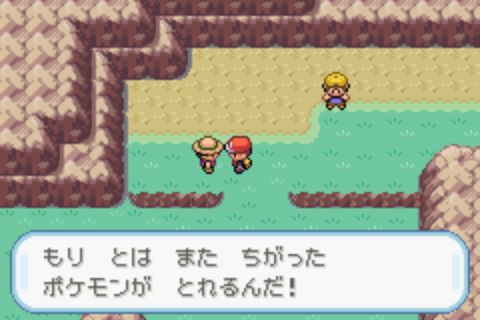 もり　とは　また　ちがった
ポケモンが　とれるんだ！